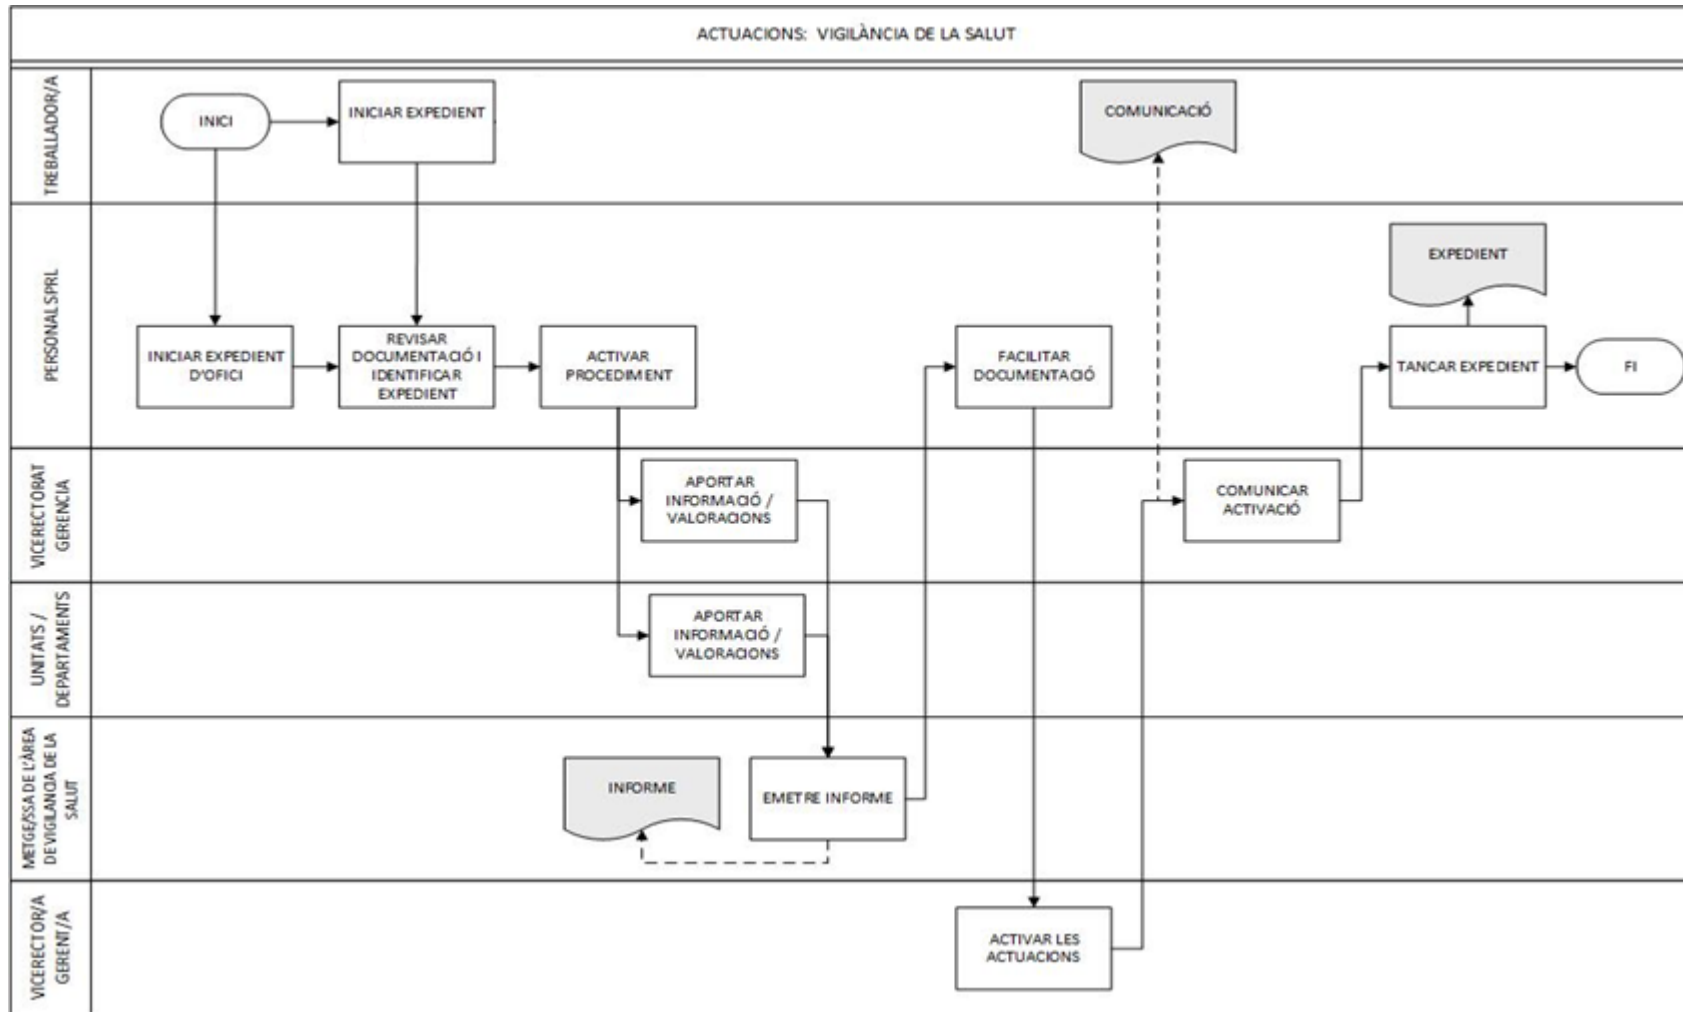 ACTUACIONS: VIGILÀNCIA DE LA SALUT
TREBALLADOR/A
INICI
INICIAR EXPEDIENT
COMUNICACIÓ
PERSONAL SPRL
INICIAR EXPEDIENT
D'OFICI
REVISAR
DOCUMENTACIÓ I
IDENTIFICAR
EXPEDIENT
ACTIVAR
PROCEDIMENT
FACILITAR
DOCUMENTACIÓ
EXPEDIENT
TANCAR EXPEDIENT
FI
VICERECTORAT
GERENCIA
APORTAR
INFORMACIÓ /
VALORACIONS
COMUNICAR
ACTIVACIÓ
UNITATS /
DEPARTAMENTS
APORTAR
INFORMACIÓ /
VALORACIONS
METGE/SSA DE L'ÀREA
DE VIGILANCIA DE LA
SALUT
INFORME
EMETRE INFORME
VICERECTOR/A
GERENT/A
ACTIVAR LES
ACTUACIONS